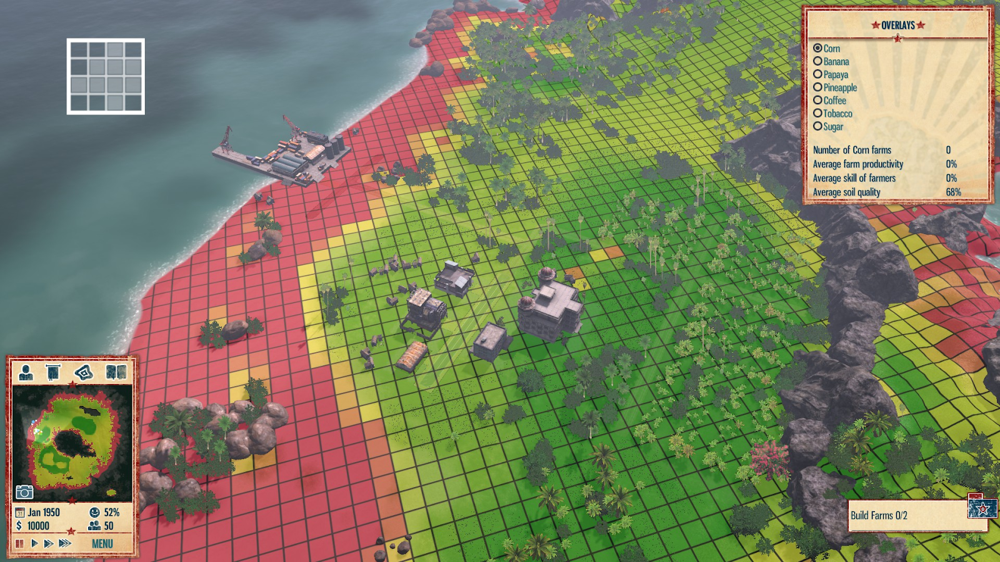 OVERLAYS
Corn
Banana
Papaya
Pineapple
Coffee
Tobacco
Sugar
Number of Corn farms 0
Average farm productivity 0%
Average skill of farmers 0%
Average soil quality 68%
31 Jan 1950 52%
$ 10000 50
MENU
Build Farms 0/2